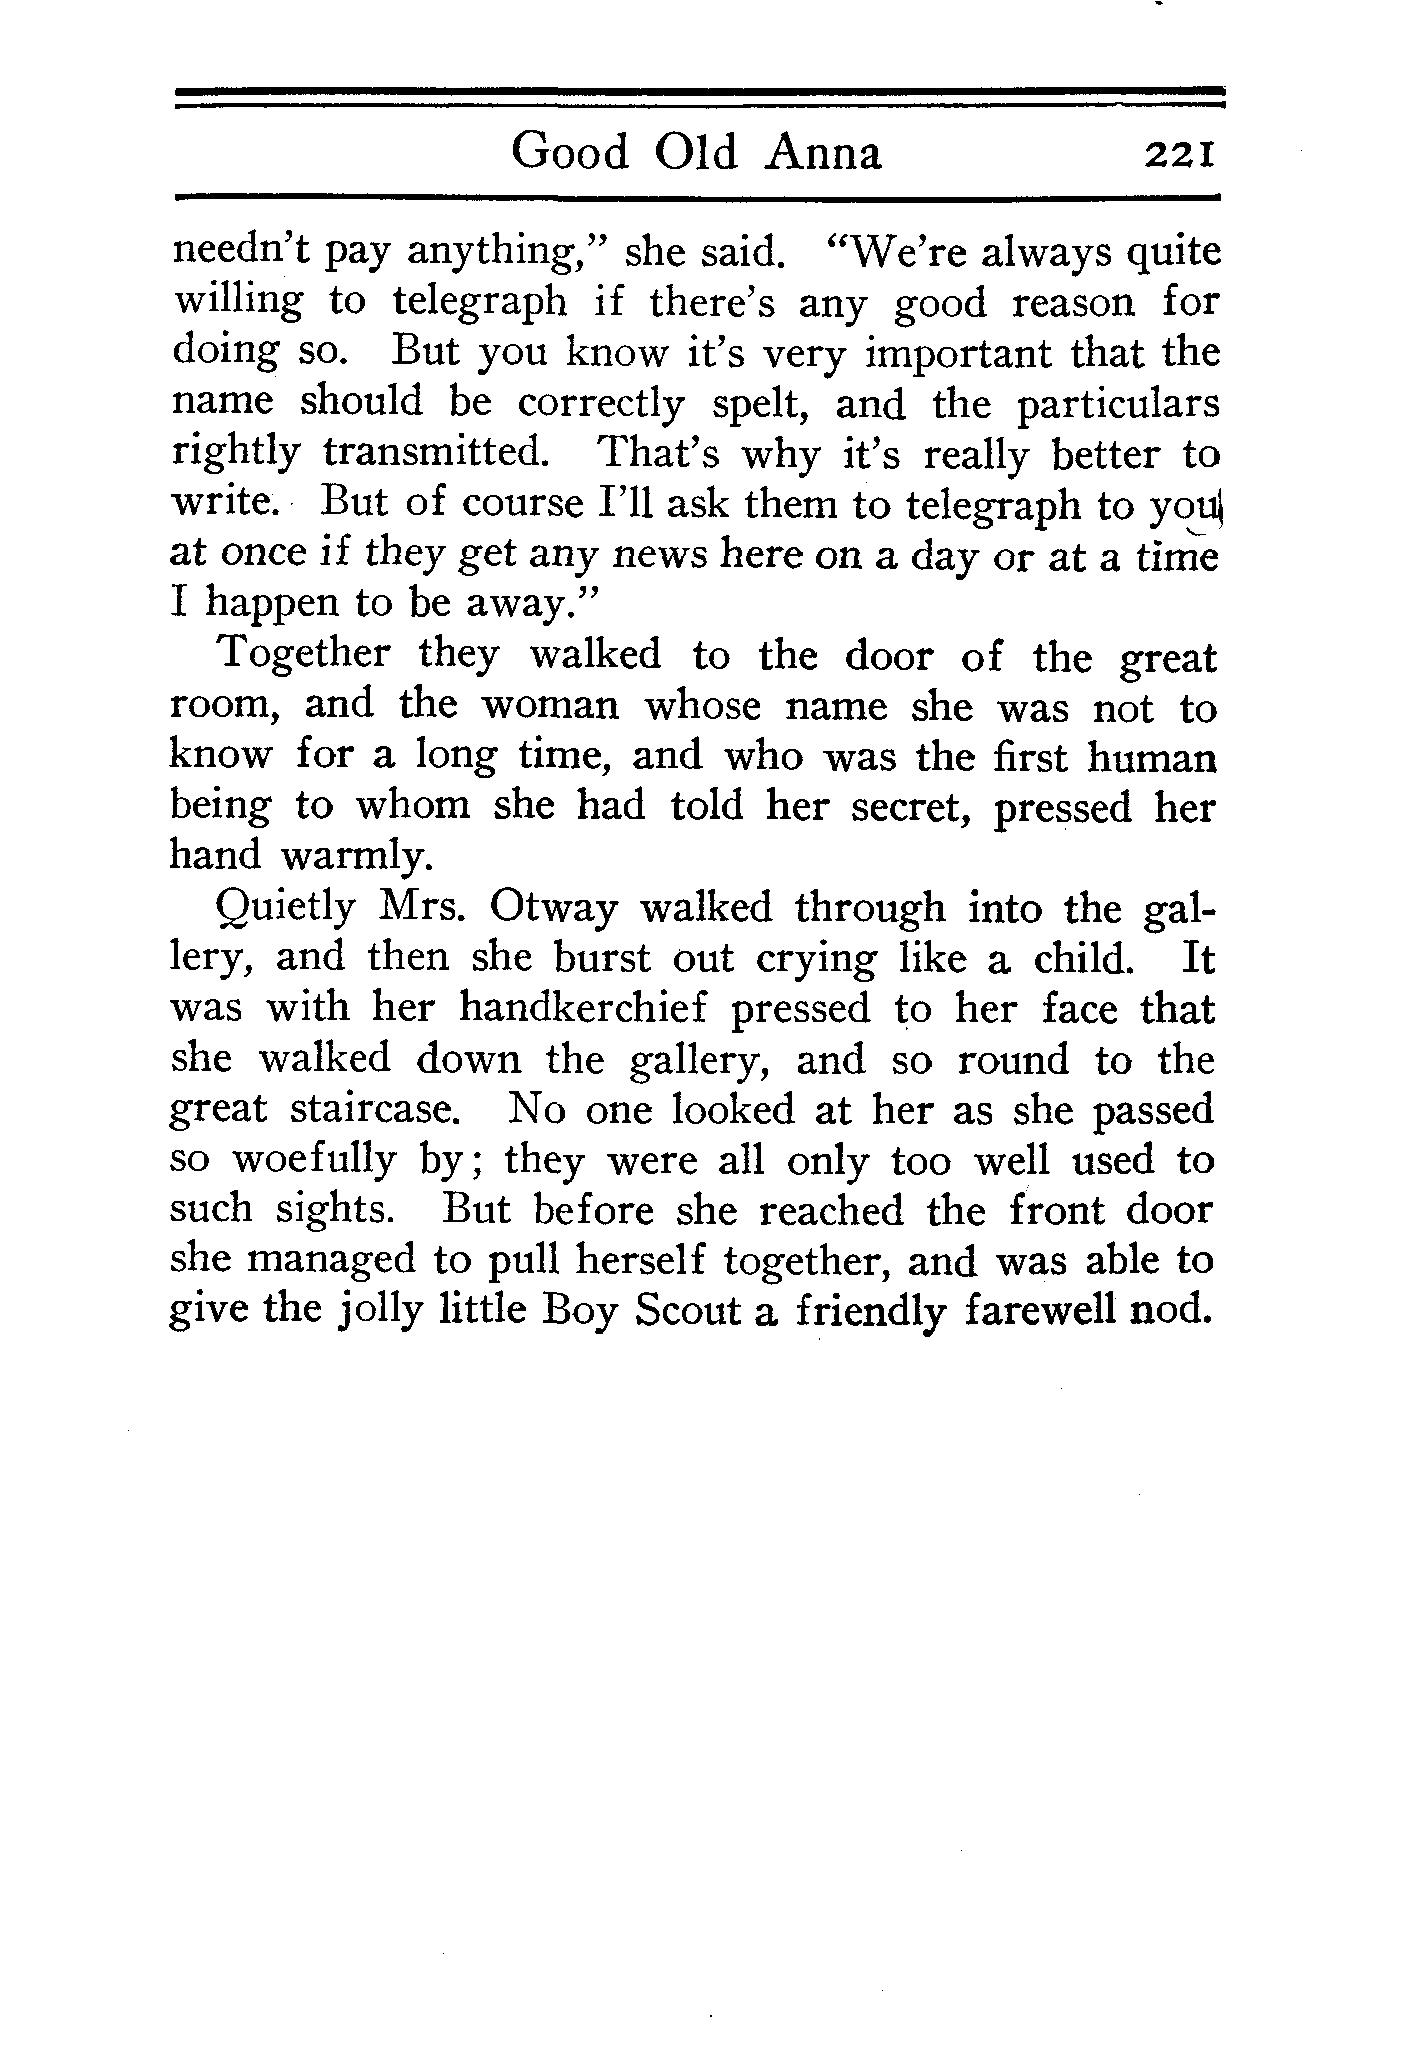 Good Old Anna 221
needn't pay anything," she said. "We're always quite
willing to telegraph if there's any good reason for
doing so. But you know it's very important that the
name should be correctly spelt, and the particulars
rightly transmitted. That's why it's really better to
write. But of course I'll ask them to telegraph to you
at once if they get any news here on a day or at a time
I happen to be away."
Together they walked to the door of the great
room, and the woman whose name she was not to
know for a long time, and who was the first human
being to whom she had told her secret, pressed her
hand warmly.
Quietly Mrs. Otway walked through into the gal-
lery, and then she burst out crying like a child. It
was with her handkerchief pressed to her face that
she walked down the gallery, and so round to the
great staircase. No one looked at her as she passed
so woefully by; they were all only too well used to
such sights. But before she reached the front door
she managed to pull herself together, and was able to
give the jolly little Boy Scout a friendly farewell nod.